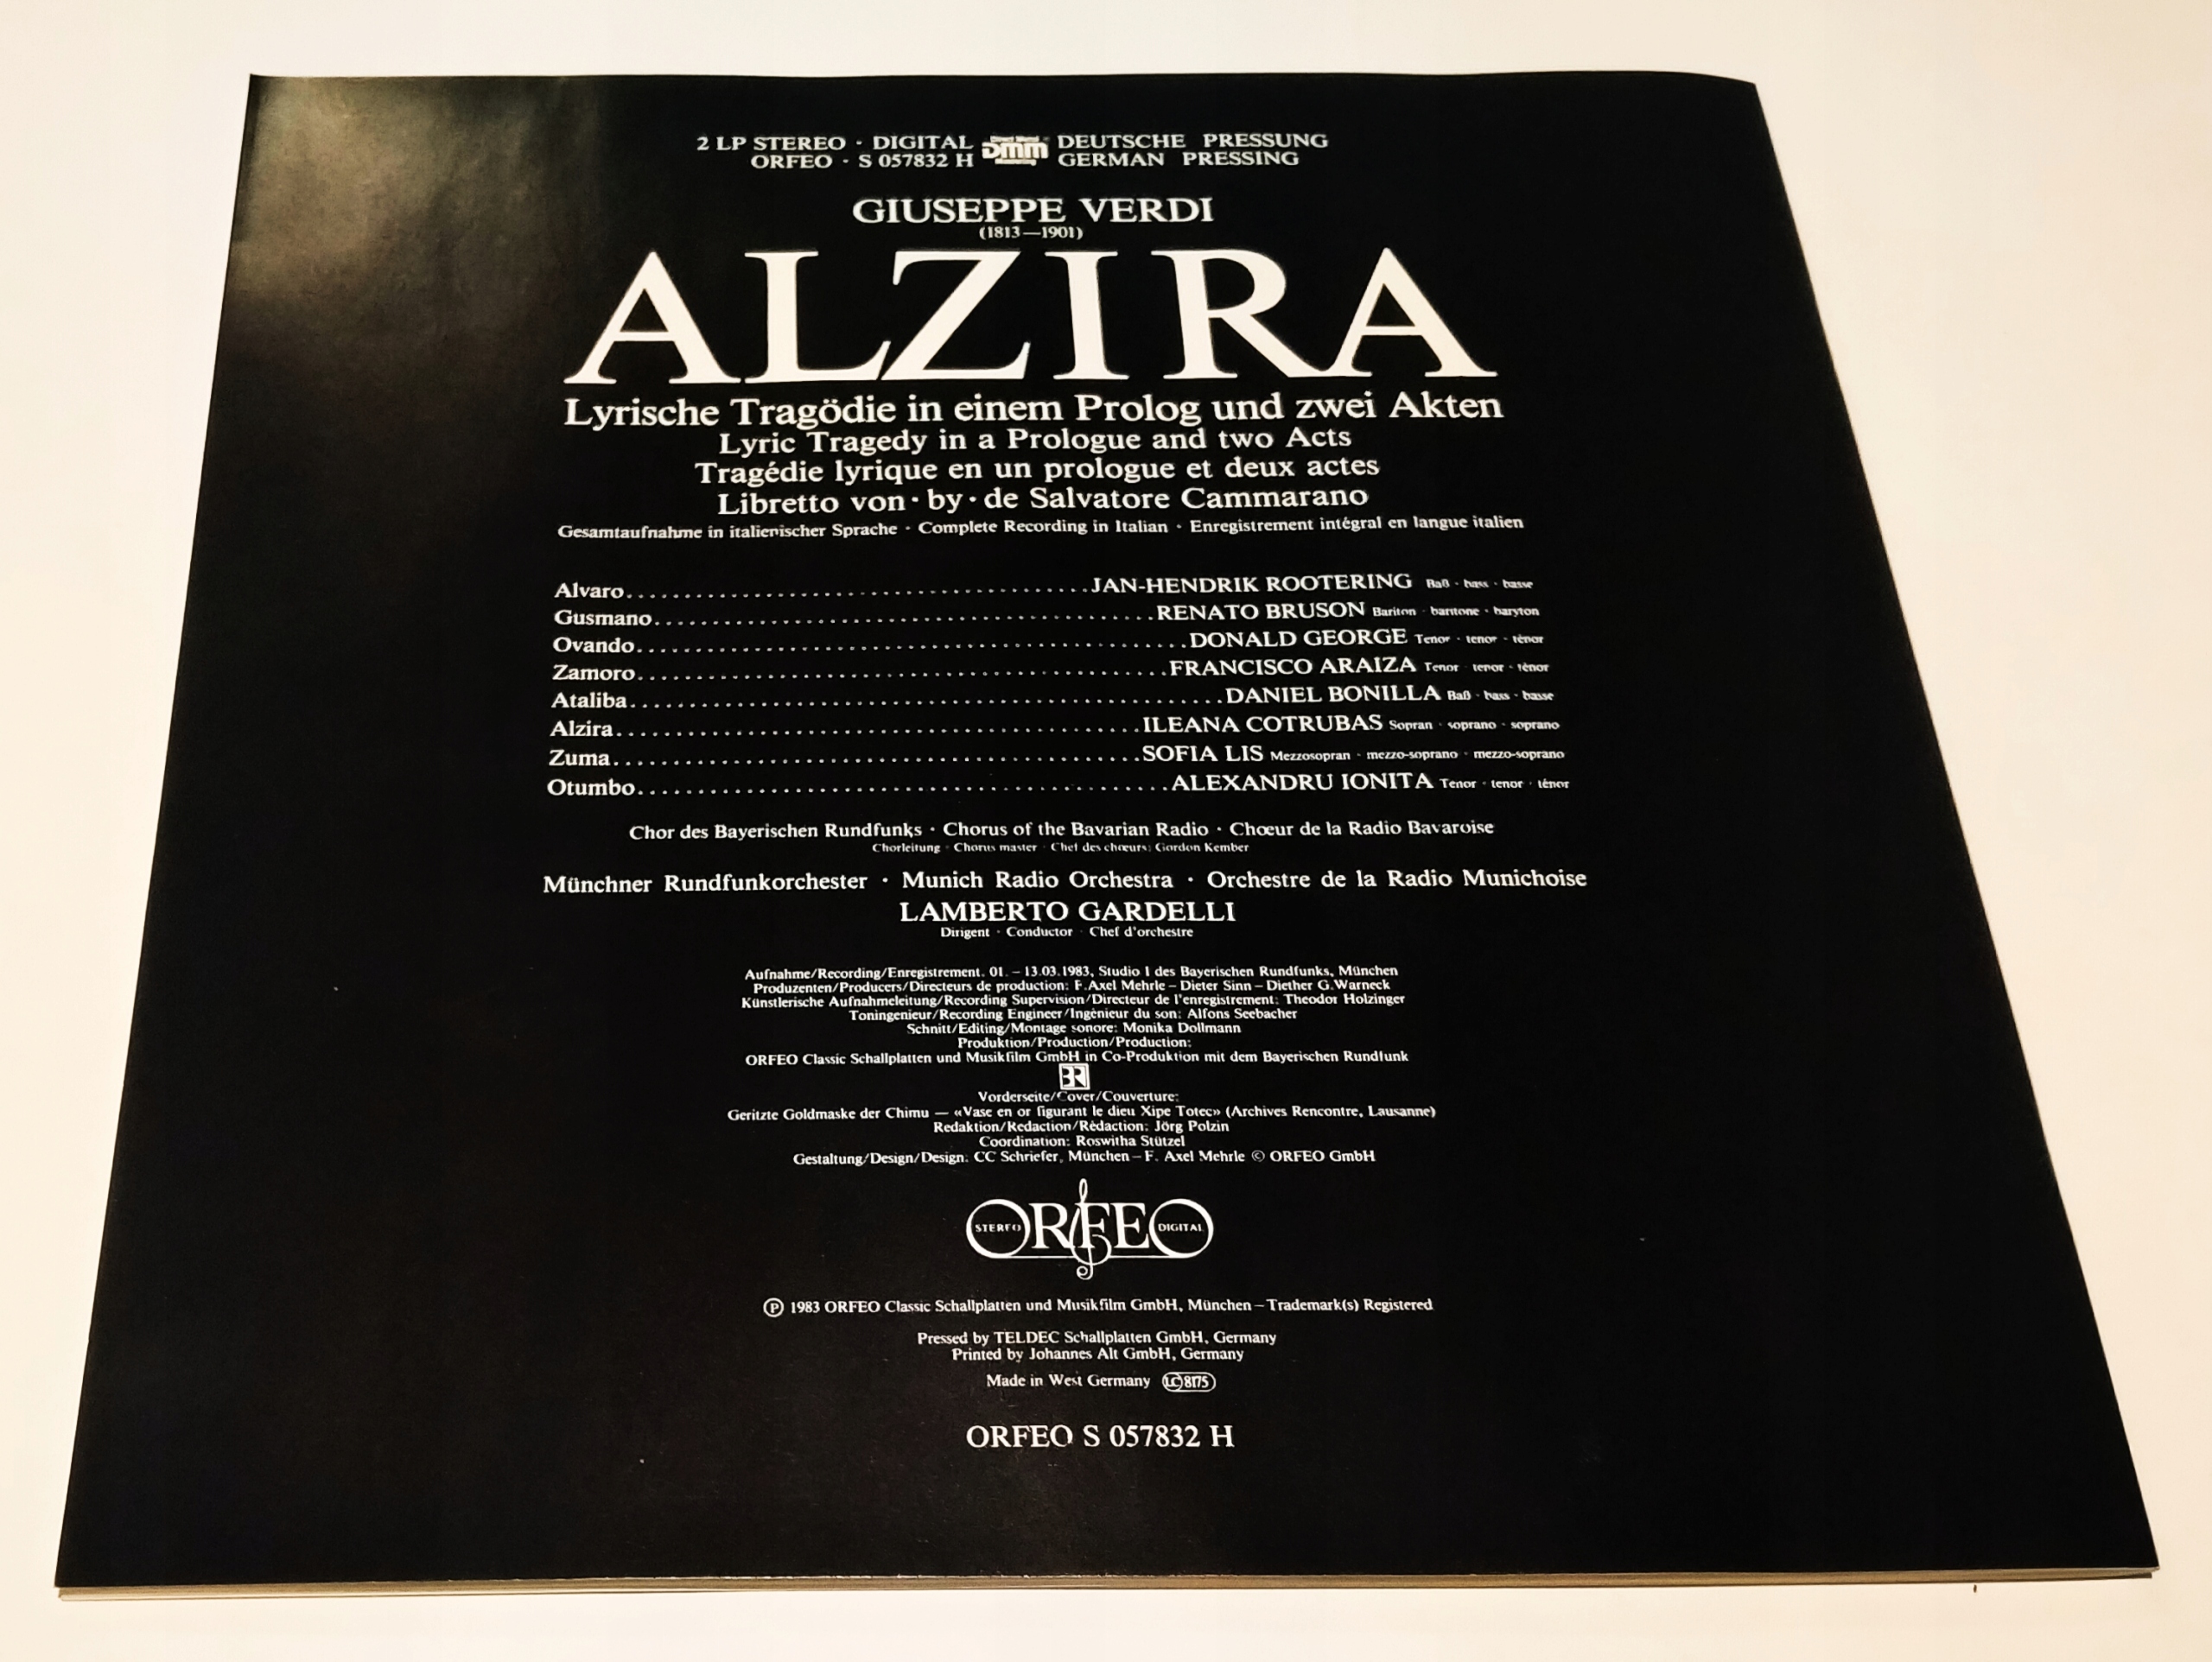 2 LP STEREO · DIGITAL dmm DEUTSCHE PRESSUNG
ORFEO · S 057832 H GERMAN PRESSING
GIUSEPPE VERDI
(1813—1901)
ALZIRA
Lyrische Tragödie in einem Prolog und zwei Akten
Lyric Tragedy in a Prologue and two Acts
Tragédie lyrique en un prologue et deux actes
Libretto von · by · de Salvatore Cammarano
Gesamtaufnahme in italienischer Sprache · Complete Recording in Italian · Enregistrement intégral en langue italien
Alvaro........................................JAN-HENDRIK ROOTERING Baß · bass · basse
Gusmano........................................RENATO BRUSON Bariton · baritone · baryton
Ovando........................................DONALD GEORGE Tenor · tenor · ténor
Zamoro........................................FRANCISCO ARAIZA Tenor · tenor · ténor
Ataliba........................................DANIEL BONILLA Baß · bass · basse
Alzira........................................ILEANA COTRUBAS Sopran · soprano · soprano
Zuma........................................SOFIA LIS Mezzosopran · mezzo-soprano · mezzo-soprano
Otumbo........................................ALEXANDRU IONITA Tenor · tenor · ténor
Chor des Bayerischen Rundfunks · Chorus of the Bavarian Radio · Chœur de la Radio Bavaroise
Chorleitung · Chorus master · Chef des chœurs: Gordon Kember
Münchner Rundfunkorchester · Munich Radio Orchestra · Orchestre de la Radio Munichoise
LAMBERTO GARDELLI
Dirigent · Conductor · Chef d'orchestre
Aufnahme/Recording/Enregistrement. 01. – 13.03.1983, Studio 1 des Bayerischen Rundfunks, München
Produzenten/Producers/Directeurs de production: F. Axel Mehrle – Dieter Sinn – Diether G. Warneck
Künstlerische Aufnahmeleitung/Recording Supervision/Directeur de l'enregistrement: Theodor Holzinger
Toningenieur/Recording Engineer/Ingénieur du son: Alfons Seebacher
Schnitt/Editing/Montage sonore: Monika Dollmann
Produktion/Production/Production:
ORFEO Classic Schallplatten und Musikfilm GmbH in Co-Produktion mit dem Bayerischen Rundfunk
BR
Vorderseite/Cover/Couverture:
Geritzte Goldmaske der Chimu — «Vase en or figurant le dieu Xipe Totec» (Archives Rencontre, Lausanne)
Redaktion/Redaction/Rédaction: Jörg Polzin
Coordination: Roswitha Stützel
Gestaltung/Design/Design: CC Schriefer, München – F. Axel Mehrle © ORFEO GmbH
STEREO ORFEO DIGITAL
℗ 1983 ORFEO Classic Schallplatten und Musikfilm GmbH, München – Trademark(s) Registered
Pressed by TELDEC Schallplatten GmbH, Germany
Printed by Johannes Alt GmbH, Germany
Made in West Germany LC 8175
ORFEO S 057832 H